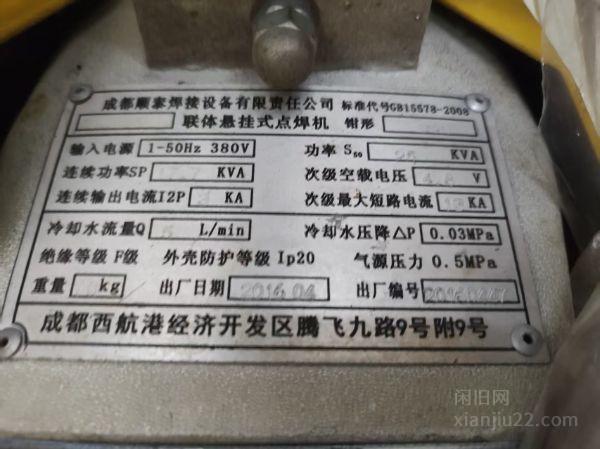 成都顺泰焊接设备有限责任公司 标准代号GB15578-2008
联体悬挂式点焊机 钳形
输入电源 1-50Hz 380V 功率 S₅₀ 25 KVA
连续功率SP KVA 次级空载电压 V
连续输出电流I2P KA 次级最大短路电流 KA
冷却水流量Q L/min 冷却水压降△P 0.03MPa
绝缘等级 F级 外壳防护等级 Ip20 气源压力 0.5MPa
重量 kg 出厂日期 2016.04 出厂编号
成都西航港经济开发区腾飞九路9号附9号
闲旧网
xianjiu22.com